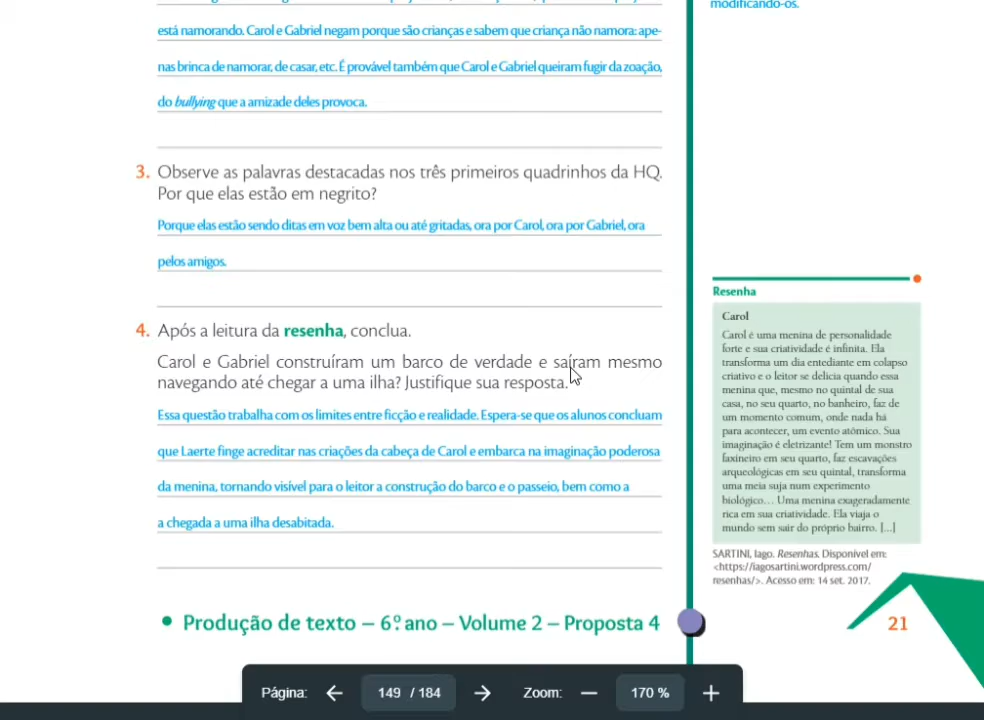 modificando-os.
está namorando. Carol e Gabriel negam porque são crianças e sabem que criança não namora: ape-
nas brinca de namorar, de casar, etc. É provável também que Carol e Gabriel queiram fugir da zoação,
do bullying que a amizade deles provoca.
3. Observe as palavras destacadas nos três primeiros quadrinhos da HQ.
Por que elas estão em negrito?
Porque elas estão sendo ditas em voz bem alta ou até gritadas, ora por Carol, ora por Gabriel, ora
pelos amigos.
4. Após a leitura da resenha, conclua.
Carol e Gabriel construíram um barco de verdade e saíram mesmo
navegando até chegar a uma ilha? Justifique sua resposta.
Essa questão trabalha com os limites entre ficção e realidade. Espera-se que os alunos concluam
que Laerte finge acreditar nas criações da cabeça de Carol e embarca na imaginação poderosa
da menina, tornando visível para o leitor a construção do barco e o passeio, bem como a
a chegada a uma ilha desabitada.
Resenha
Carol
Carol é uma menina de personalidade
forte e sua criatividade é infinita. Ela
transforma um dia entediante em colapso
criativo e o leitor se delicia quando essa
menina que, mesmo no quintal de sua
casa, no seu quarto, no banheiro, faz de
um momento comum, onde nada há
para acontecer, um evento atômico. Sua
imaginação é eletrizante! Tem um monstro
faxineiro em seu quarto, faz escavações
arqueológicas em seu quintal, transforma
uma meia suja num experimento
biológico… Uma menina exageradamente
rica em sua criatividade. Ela viaja o
mundo sem sair do próprio bairro. [...]
SARTINI, Iago. Resenhas. Disponível em:
<https://iagosartini.wordpress.com/
resenhas/>. Acesso em: 14 set. 2017.
• Produção de texto – 6º. ano – Volume 2 – Proposta 4
21
Página: 149 / 184 Zoom: 170 %